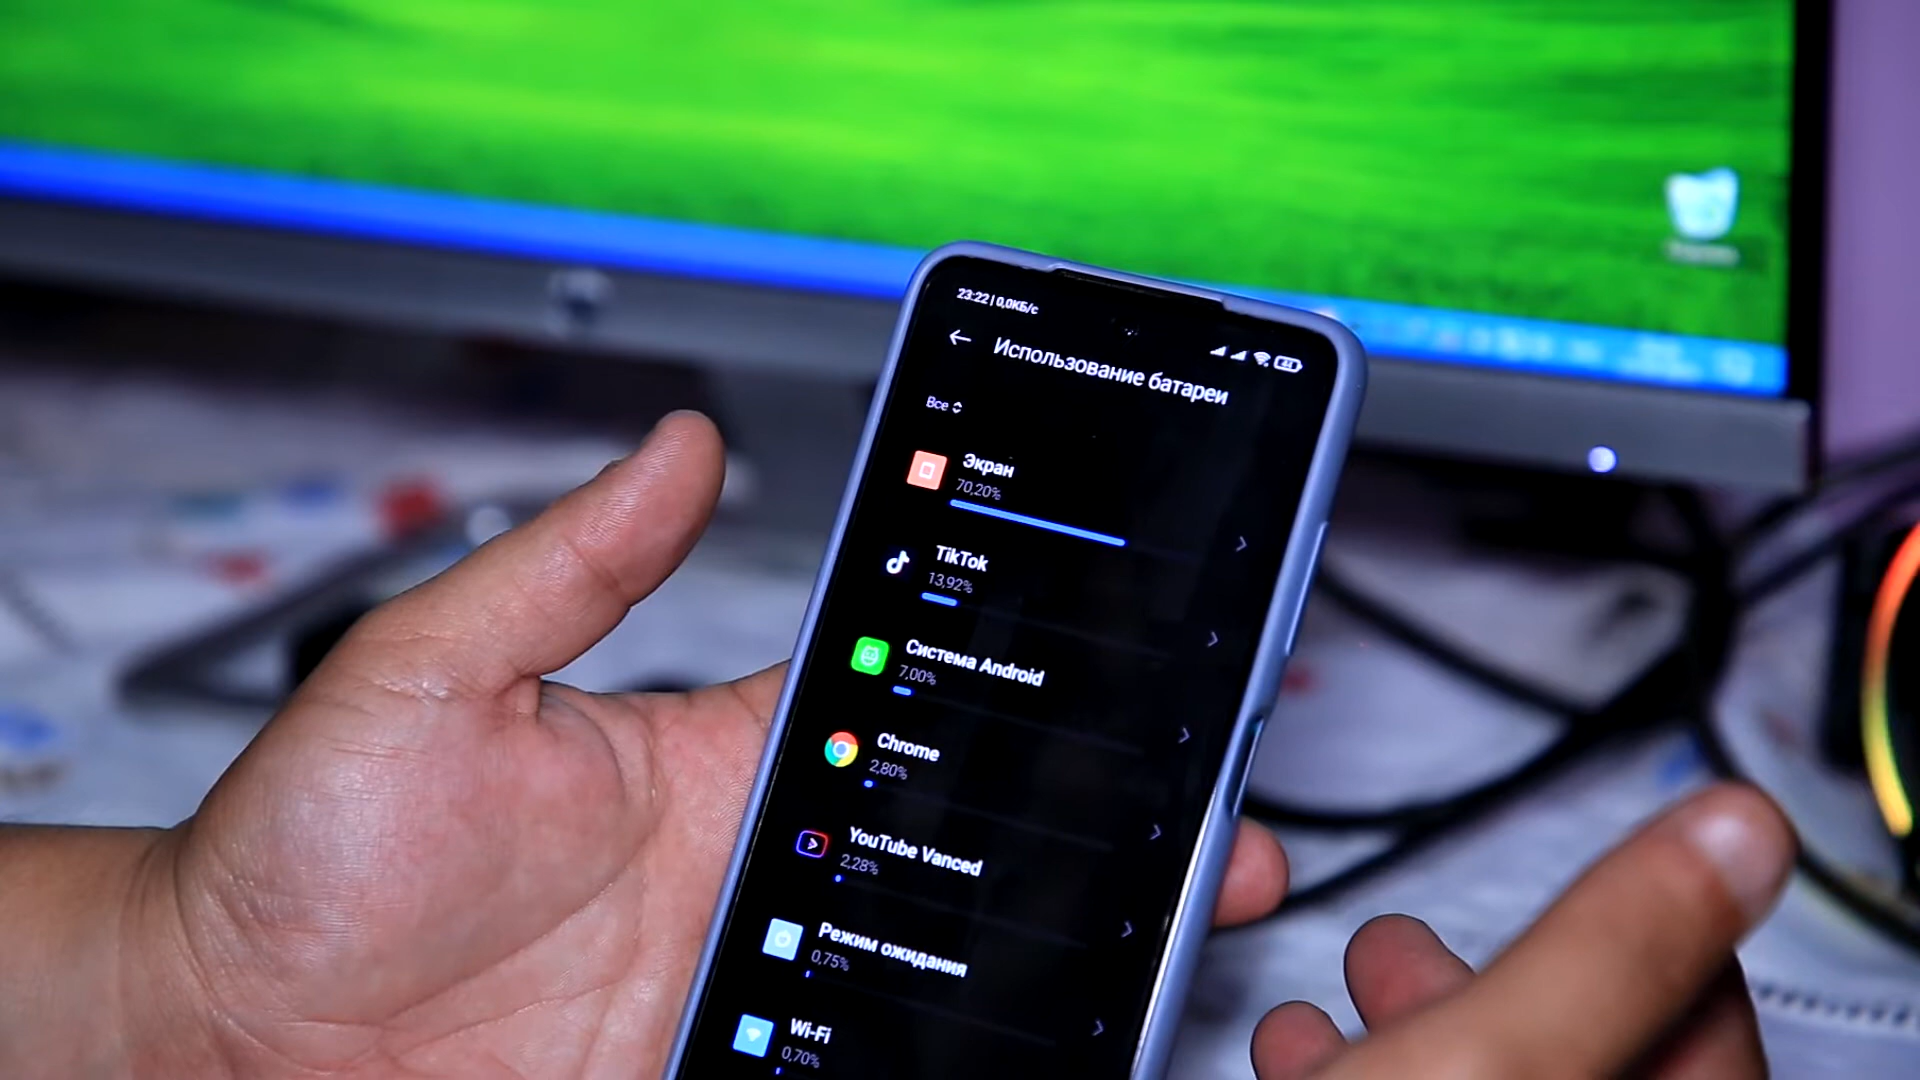 23:22 | 0,0КБ/с
Использование батареи
Все
Экран
70,20%
TikTok
13,92%
Система Android
7,00%
Chrome
2,80%
YouTube Vanced
2,28%
Режим ожидания
0,75%
Wi-Fi
0,70%